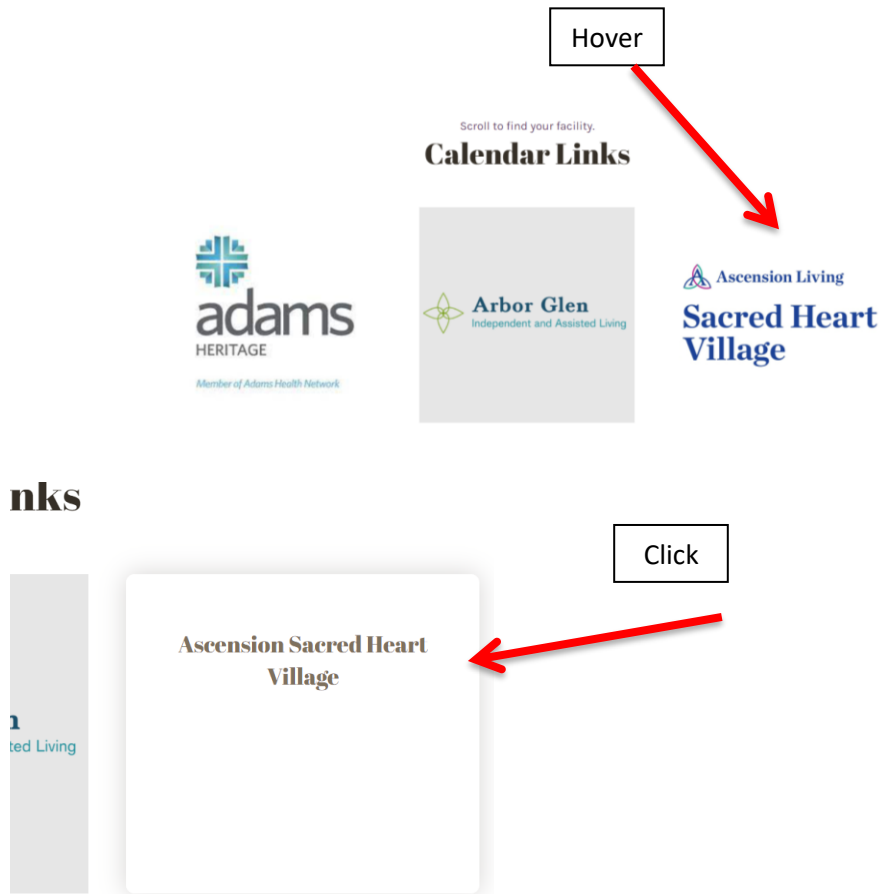 Hover
Scroll to find your facility.
Calendar Links
adams
HERITAGE
Member of Adams Health Network
Arbor Glen
Independent and Assisted Living
Ascension Living
Sacred Heart
Village
nks
Click
Ascension Sacred Heart
Village
n
ted Living